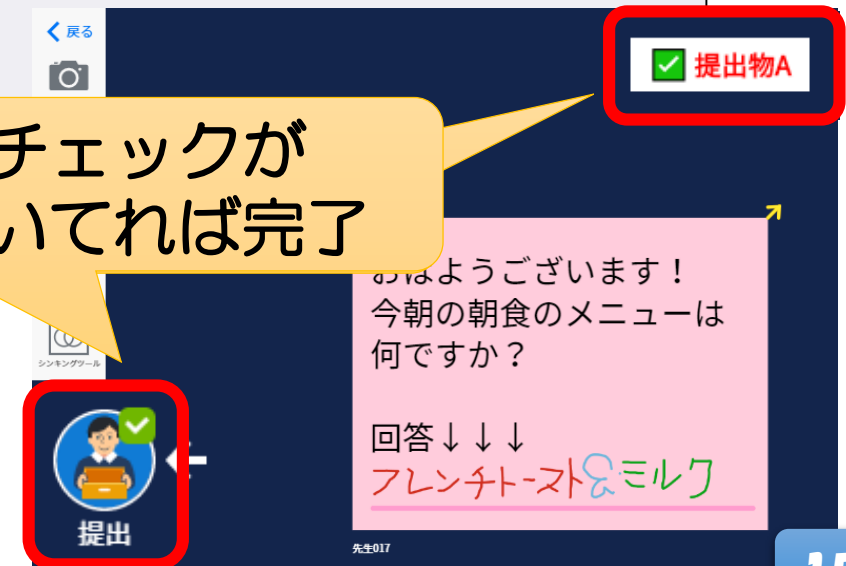 戻る
提出物A
チェックが
いてれば完了
おはようございます！
今朝の朝食のメニューは
何ですか？
回答↓↓↓
フレンチトースト&ミルク
シンキングツール
提出
先生017